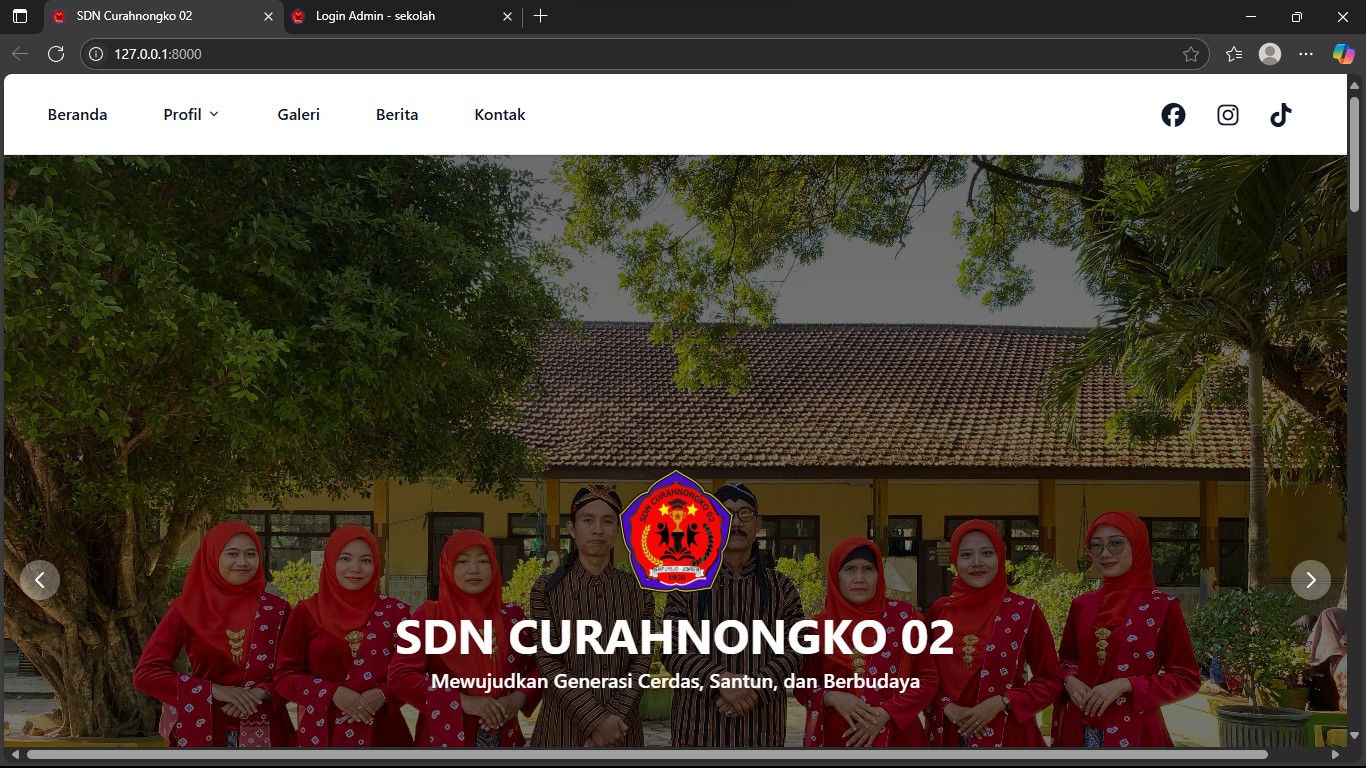 SDN Curahnongko 02
Login Admin - sekolah
127.0.0.1:8000
Beranda
Profil
Galeri
Berita
Kontak
SDN CURAHNONGKO 02
1950
SDN CURAHNONGKO 02
Mewujudkan Generasi Cerdas, Santun, dan Berbudaya